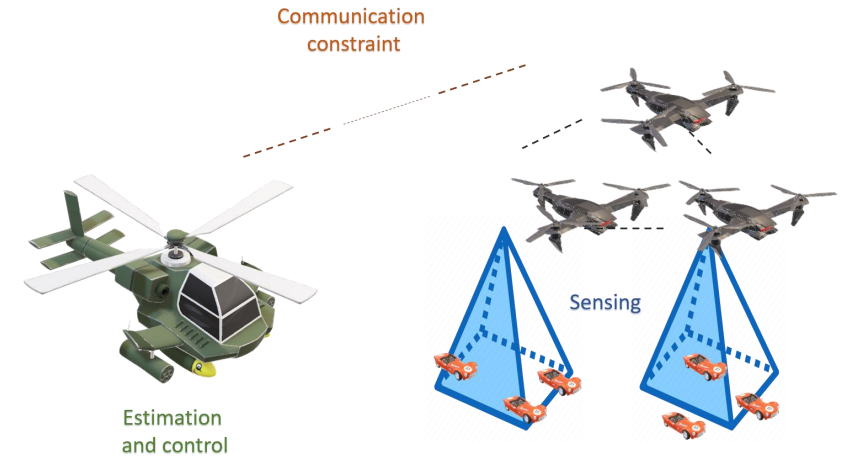 Communication
constraint
Sensing
Estimation
and control